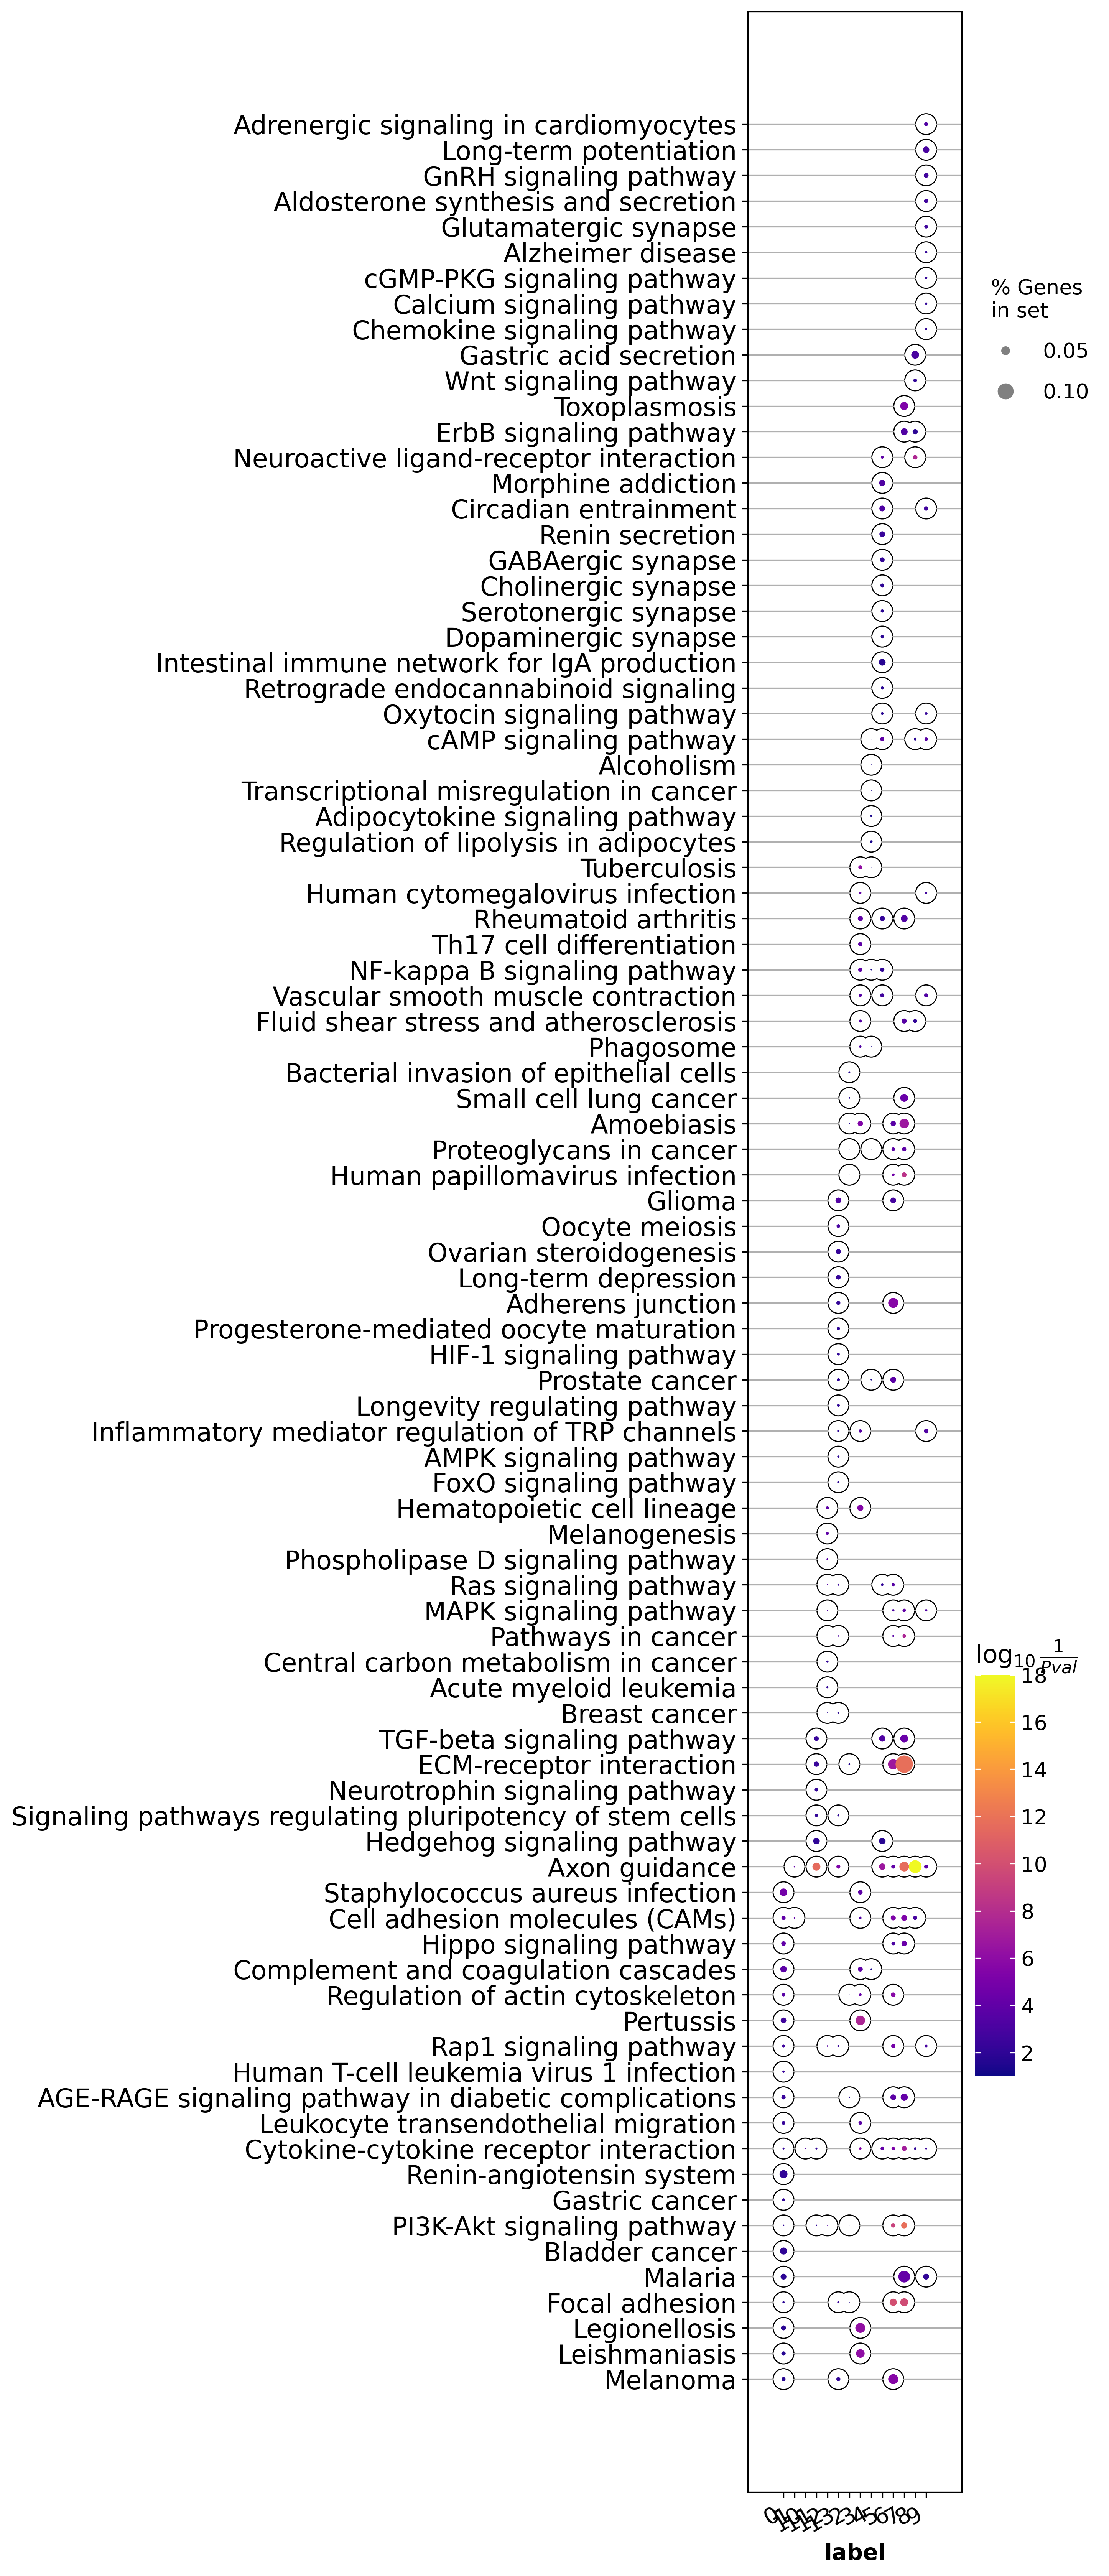 Adrenergic signaling in cardiomyocytes
Long-term potentiation
GnRH signaling pathway
Aldosterone synthesis and secretion
Glutamatergic synapse
Alzheimer disease
cGMP-PKG signaling pathway
Calcium signaling pathway
Chemokine signaling pathway
Gastric acid secretion
Wnt signaling pathway
Toxoplasmosis
ErbB signaling pathway
Neuroactive ligand-receptor interaction
Morphine addiction
Circadian entrainment
Renin secretion
GABAergic synapse
Cholinergic synapse
Serotonergic synapse
Dopaminergic synapse
Intestinal immune network for IgA production
Retrograde endocannabinoid signaling
Oxytocin signaling pathway
cAMP signaling pathway
Alcoholism
Transcriptional misregulation in cancer
Adipocytokine signaling pathway
Regulation of lipolysis in adipocytes
Tuberculosis
Human cytomegalovirus infection
Rheumatoid arthritis
Th17 cell differentiation
NF-kappa B signaling pathway
Vascular smooth muscle contraction
Fluid shear stress and atherosclerosis
Phagosome
Bacterial invasion of epithelial cells
Small cell lung cancer
Amoebiasis
Proteoglycans in cancer
Human papillomavirus infection
Glioma
Oocyte meiosis
Ovarian steroidogenesis
Long-term depression
Adherens junction
Progesterone-mediated oocyte maturation
HIF-1 signaling pathway
Prostate cancer
Longevity regulating pathway
Inflammatory mediator regulation of TRP channels
AMPK signaling pathway
FoxO signaling pathway
Hematopoietic cell lineage
Melanogenesis
Phospholipase D signaling pathway
Ras signaling pathway
MAPK signaling pathway
Pathways in cancer
Central carbon metabolism in cancer
Acute myeloid leukemia
Breast cancer
TGF-beta signaling pathway
ECM-receptor interaction
Neurotrophin signaling pathway
Signaling pathways regulating pluripotency of stem cells
Hedgehog signaling pathway
Axon guidance
Staphylococcus aureus infection
Cell adhesion molecules (CAMs)
Hippo signaling pathway
Complement and coagulation cascades
Regulation of actin cytoskeleton
Pertussis
Rap1 signaling pathway
Human T-cell leukemia virus 1 infection
AGE-RAGE signaling pathway in diabetic complications
Leukocyte transendothelial migration
Cytokine-cytokine receptor interaction
Renin-angiotensin system
Gastric cancer
PI3K-Akt signaling pathway
Bladder cancer
Malaria
Focal adhesion
Legionellosis
Leishmaniasis
Melanoma
% Genes
in set
0.05
0.10
log10 1/Pval
18
16
14
12
10
8
6
4
2
2 3 4 5 6 7 8 9
label